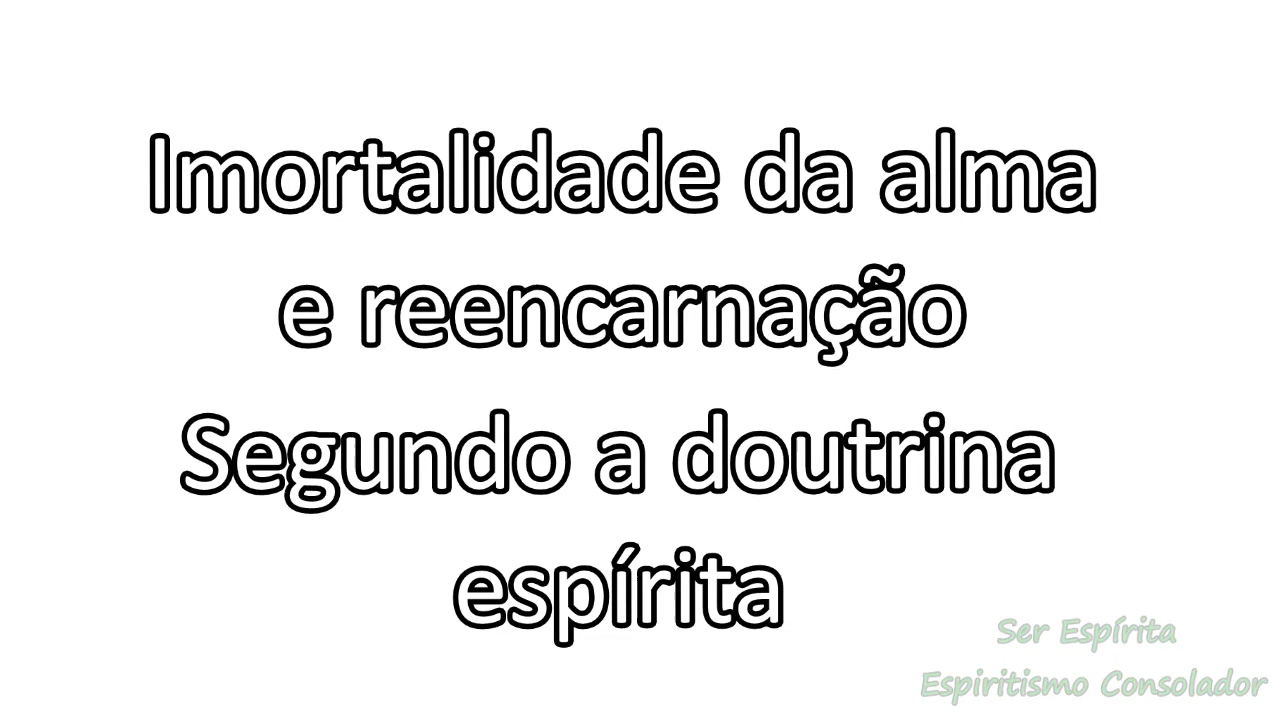 Imortalidade da alma
e reencarnação
Segundo a doutrina
espírita
Ser Espírita
Espiritismo Consolador